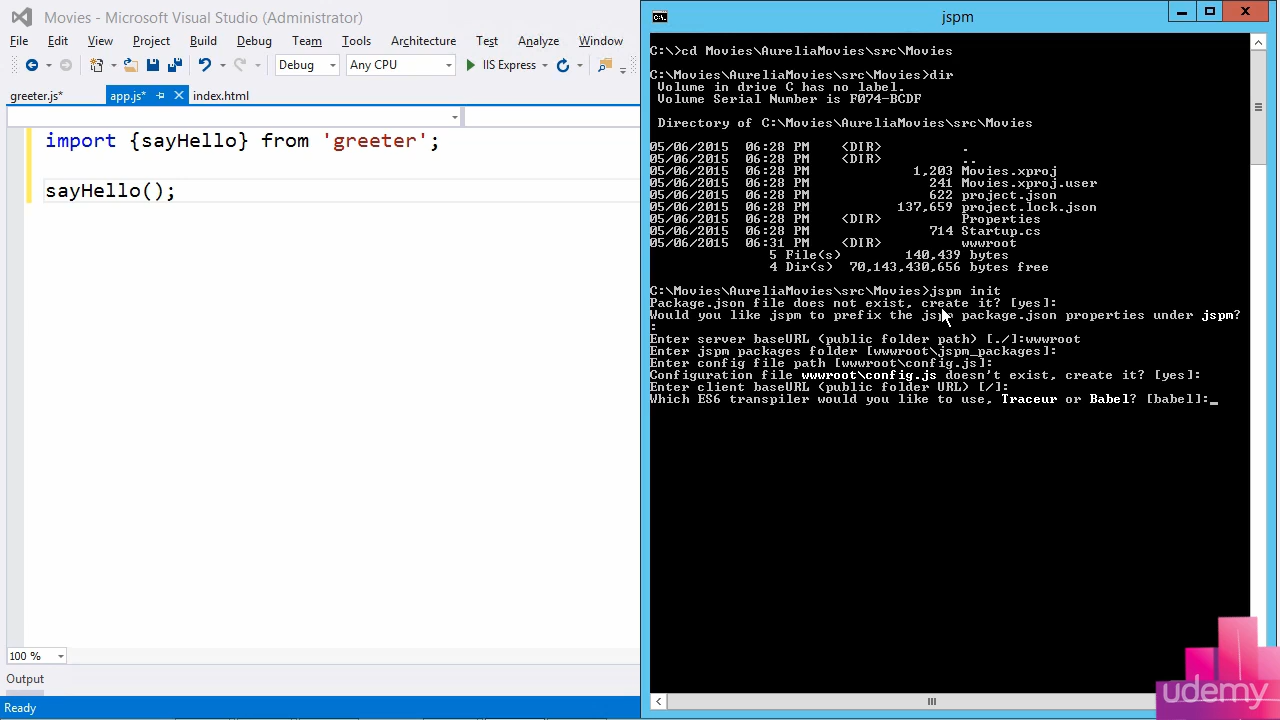 Movies - Microsoft Visual Studio (Administrator)
File Edit View Project Build Debug Team Tools Architecture Test Analyze Window
Debug Any CPU IIS Express
greeter.js* app.js* index.html
import {sayHello} from 'greeter';
sayHello();
100 %
Output
Ready
jspm
C:\>cd Movies\AureliaMovies\src\Movies
C:\Movies\AureliaMovies\src\Movies>dir
Volume in drive C has no label.
Volume Serial Number is F074-BCDF
Directory of C:\Movies\AureliaMovies\src\Movies
05/06/2015 06:28 PM <DIR> .
05/06/2015 06:28 PM <DIR> ..
05/06/2015 06:28 PM 1,203 Movies.xproj
05/06/2015 06:28 PM 241 Movies.xproj.user
05/06/2015 06:28 PM 622 project.json
05/06/2015 06:28 PM 137,659 project.lock.json
05/06/2015 06:28 PM <DIR> Properties
05/06/2015 06:28 PM 714 Startup.cs
05/06/2015 06:31 PM <DIR> wwwroot
5 File(s) 140,439 bytes
4 Dir(s) 70,143,430,656 bytes free
C:\Movies\AureliaMovies\src\Movies>jspm init
Package.json file does not exist, create it? [yes]:
Would you like jspm to prefix the jspm package.json properties under jspm?
:
Enter server baseURL (public folder path) [./]:wwwroot
Enter jspm packages folder [wwwroot\jspm_packages]:
Enter config file path [wwwroot\config.js]:
Configuration file wwwroot\config.js doesn't exist, create it? [yes]:
Enter client baseURL (public folder URL) [/]:
Which ES6 transpiler would you like to use, Traceur or Babel? [babel]:_
udemy